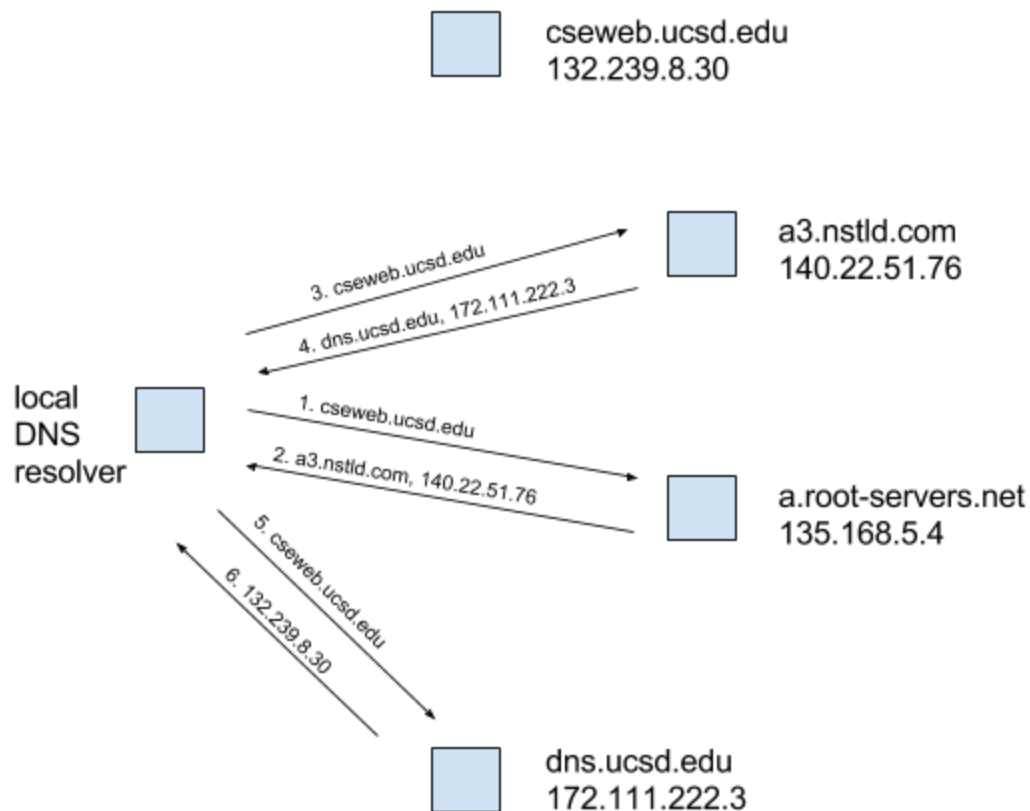 cseweb.ucsd.edu
132.239.8.30
a3.nstld.com
140.22.51.76
3. cseweb.ucsd.edu
4. dns.ucsd.edu, 172.111.222.3
local
DNS
resolver
1. cseweb.ucsd.edu
2. a3.nstld.com, 140.22.51.76
a.root-servers.net
135.168.5.4
5. cseweb.ucsd.edu
6. 132.239.8.30
dns.ucsd.edu
172.111.222.3